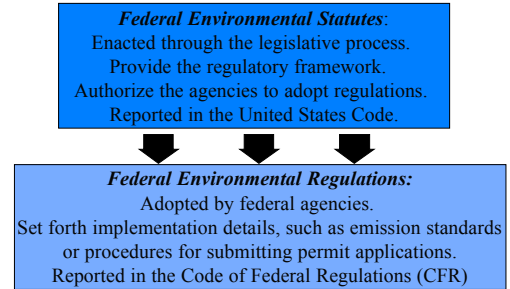 Federal Environmental Statutes:
Enacted through the legislative process.
Provide the regulatory framework.
Authorize the agencies to adopt regulations.
Reported in the United States Code.
Federal Environmental Regulations:
Adopted by federal agencies.
Set forth implementation details, such as emission standards
or procedures for submitting permit applications.
Reported in the Code of Federal Regulations (CFR)